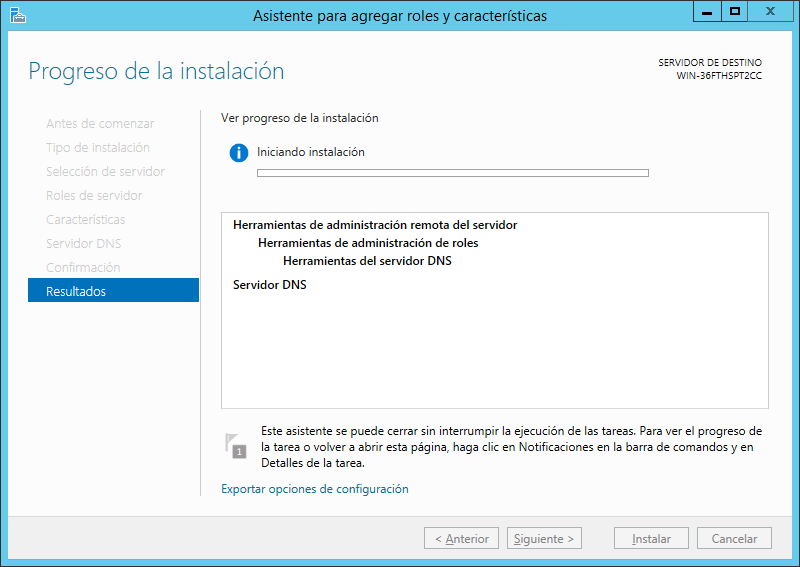 Asistente para agregar roles y características
Progreso de la instalación
SERVIDOR DE DESTINO
WIN-36FTHSPT2CC
Antes de comenzar
Tipo de instalación
Selección de servidor
Roles de servidor
Características
Servidor DNS
Confirmación
Resultados
Ver progreso de la instalación
Iniciando instalación
Herramientas de administración remota del servidor
Herramientas de administración de roles
Herramientas del servidor DNS
Servidor DNS
1
Este asistente se puede cerrar sin interrumpir la ejecución de las tareas. Para ver el progreso de
la tarea o volver a abrir esta página, haga clic en Notificaciones en la barra de comandos y en
Detalles de la tarea.
Exportar opciones de configuración
< Anterior
Siguiente >
Instalar
Cancelar